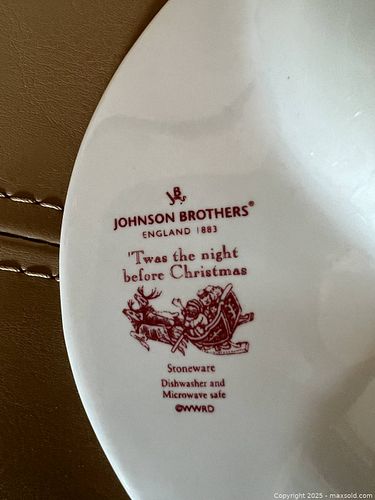 JBs
JOHNSON BROTHERS®
ENGLAND 1883
'Twas the night
before Christmas
Stoneware
Dishwasher and
Microwave safe
©WWRD
Copyright 2025 - maxsold.com